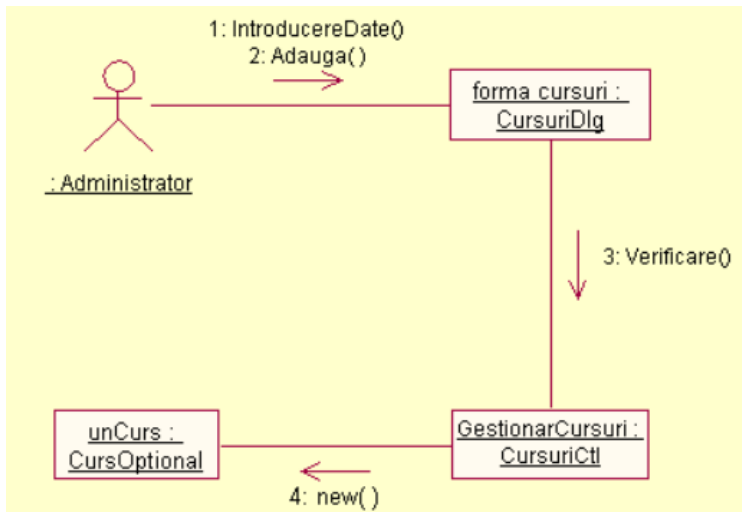 1: IntroducereDate()
2: Adauga( )
forma cursuri :
CursuriDlg
: Administrator
3: Verificare()
unCurs :
CursOptional
GestionarCursuri :
CursuriCtl
4: new( )